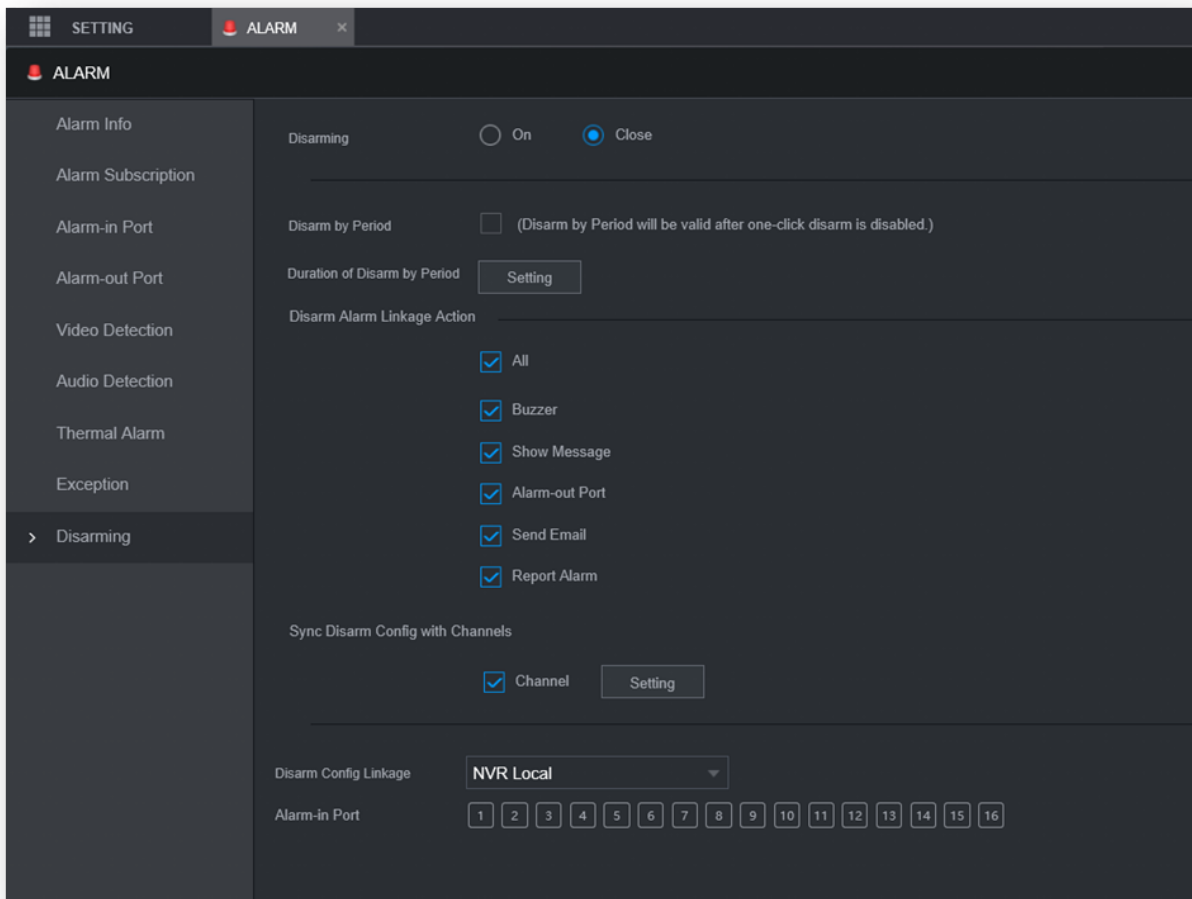 SETTING
ALARM ×
ALARM
Alarm Info
Alarm Subscription
Alarm-in Port
Alarm-out Port
Video Detection
Audio Detection
Thermal Alarm
Exception
Disarming
Disarming On Close
Disarm by Period (Disarm by Period will be valid after one-click disarm is disabled.)
Duration of Disarm by Period Setting
Disarm Alarm Linkage Action
All
Buzzer
Show Message
Alarm-out Port
Send Email
Report Alarm
Sync Disarm Config with Channels
Channel Setting
Disarm Config Linkage NVR Local
Alarm-in Port 1 2 3 4 5 6 7 8 9 10 11 12 13 14 15 16